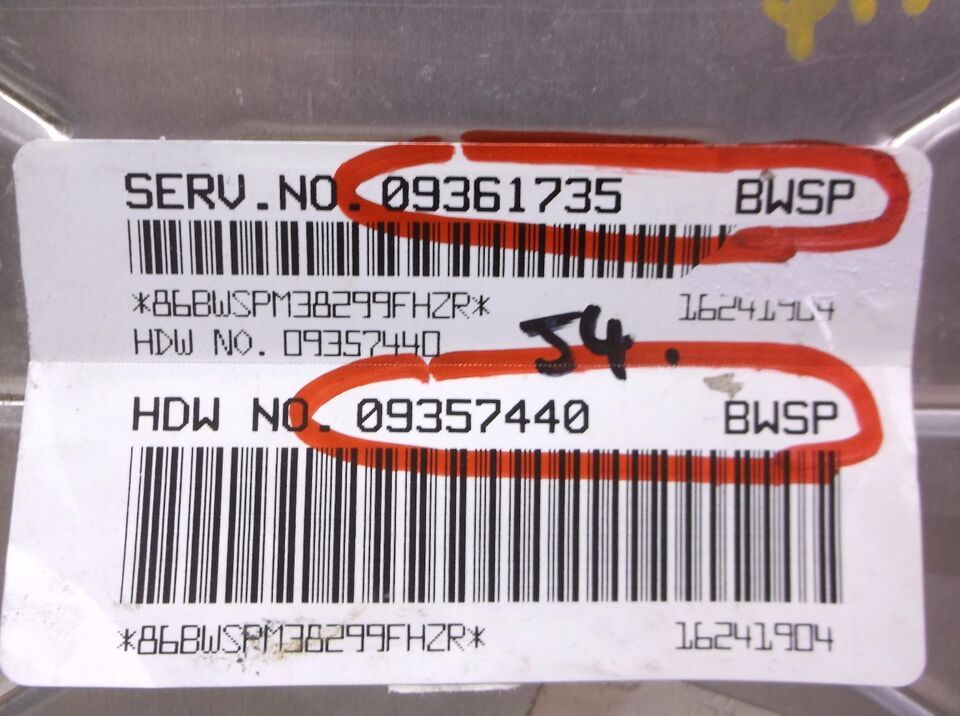 SERV.NO. 09361735 BWSP
*86BWSPM38299FHZR* 16241904
HDW NO. 09357440
54.
HDW NO. 09357440 BWSP
*86BWSPM38299FHZR* 16241904